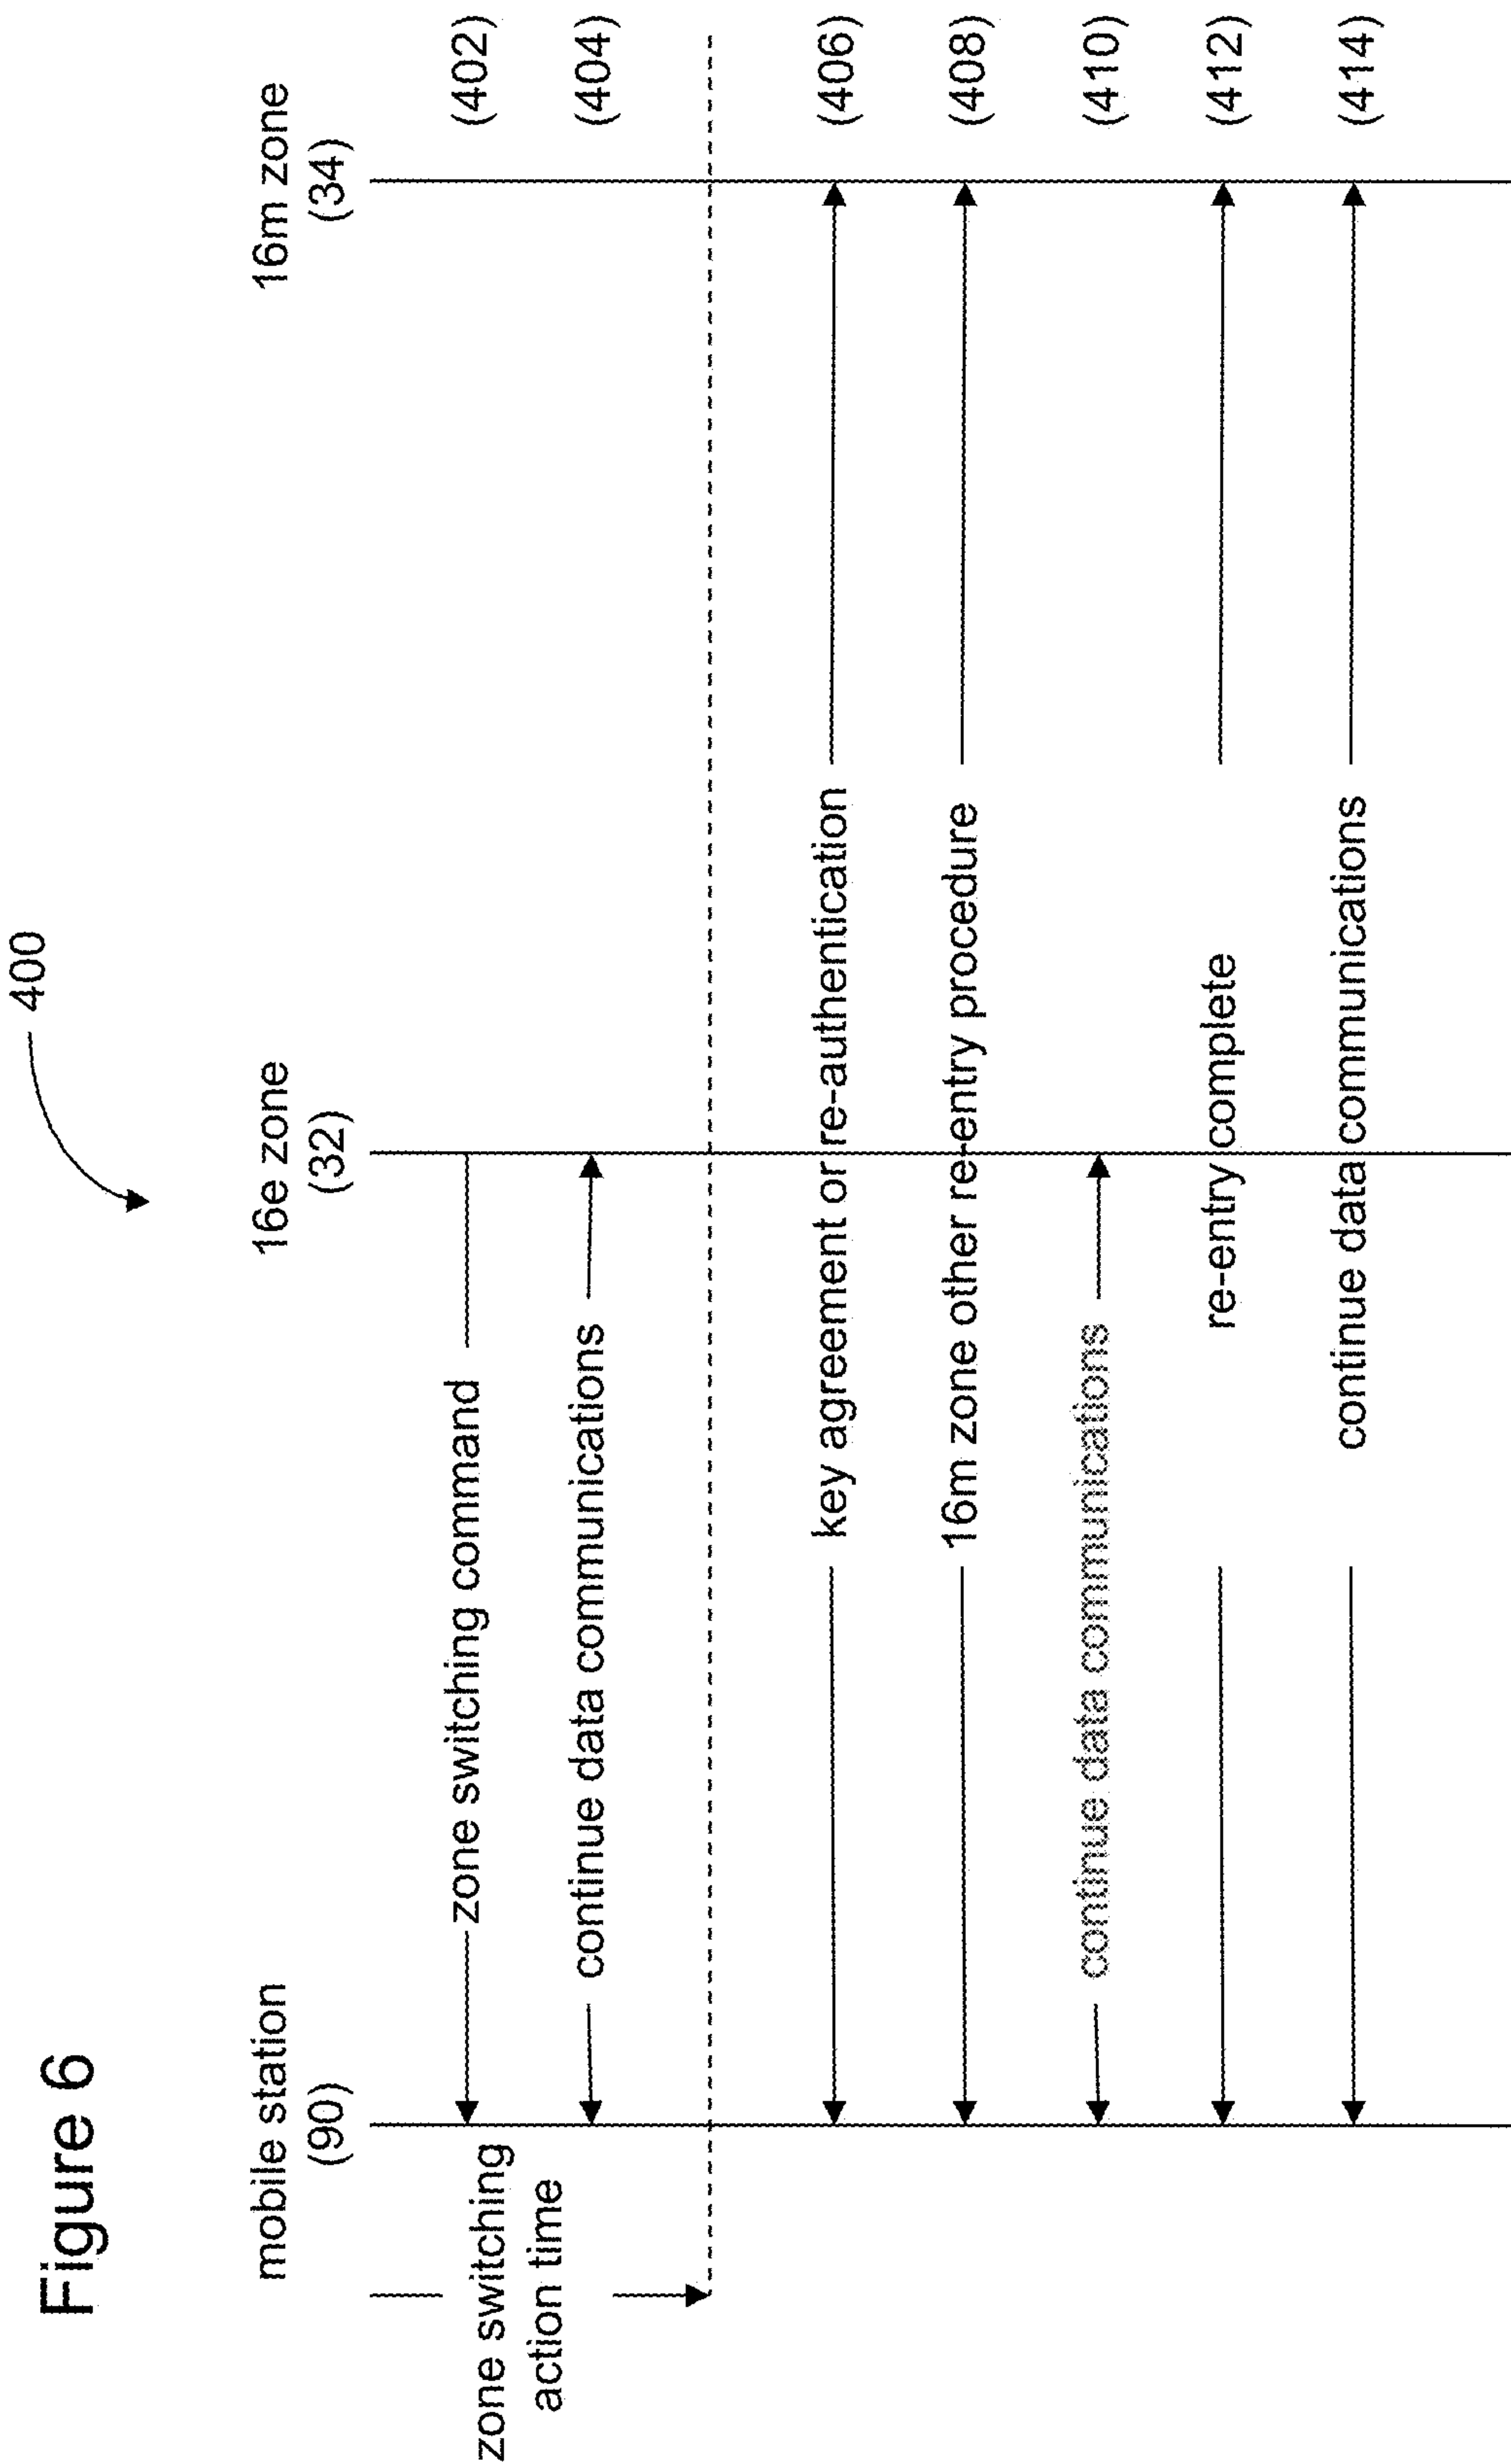 Figure 6
400
mobile station
(90)
16e zone
(32)
16m zone
(34)
zone switching
action time
zone switching command
(402)
continue data communications
(404)
key agreement or re-authentication
(406)
16m zone other re-entry procedure
(408)
continue data communications
(410)
re-entry complete
(412)
continue data communications
(414)